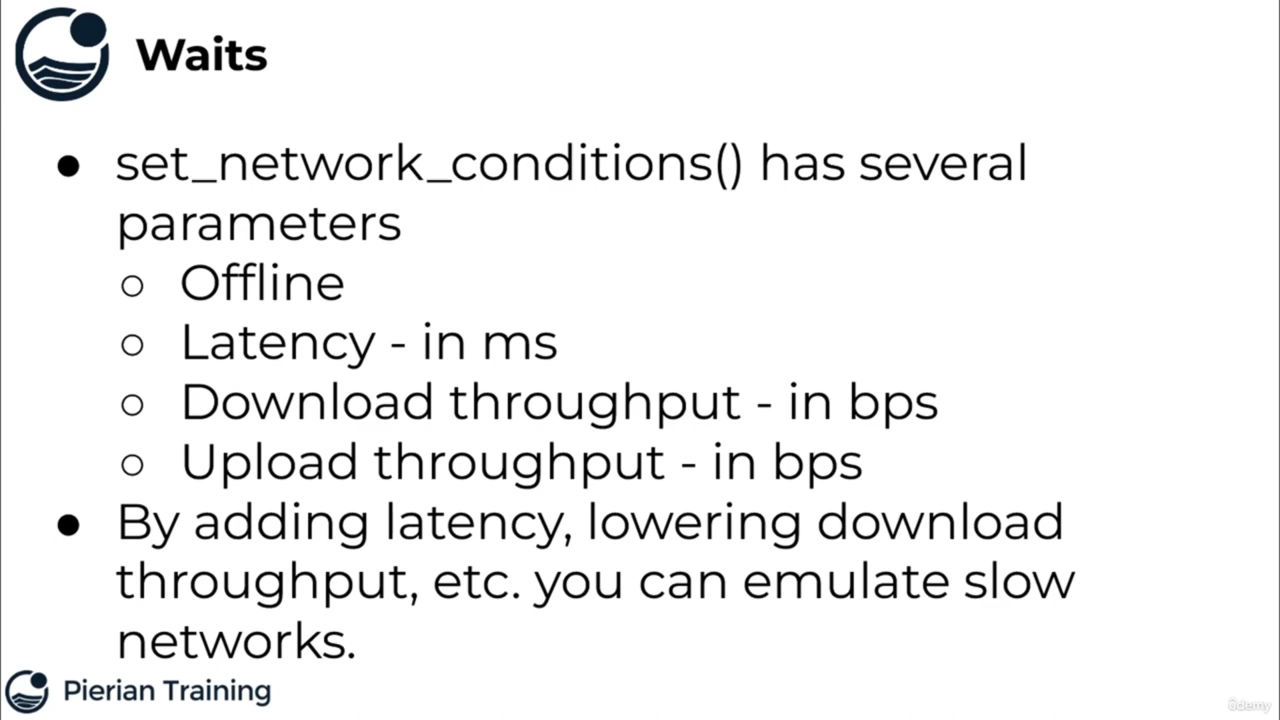 Waits
● set_network_conditions() has several
parameters
○ Offline
○ Latency - in ms
○ Download throughput - in bps
○ Upload throughput - in bps
● By adding latency, lowering download
throughput, etc. you can emulate slow
networks.
Pierian Training
ûdemy